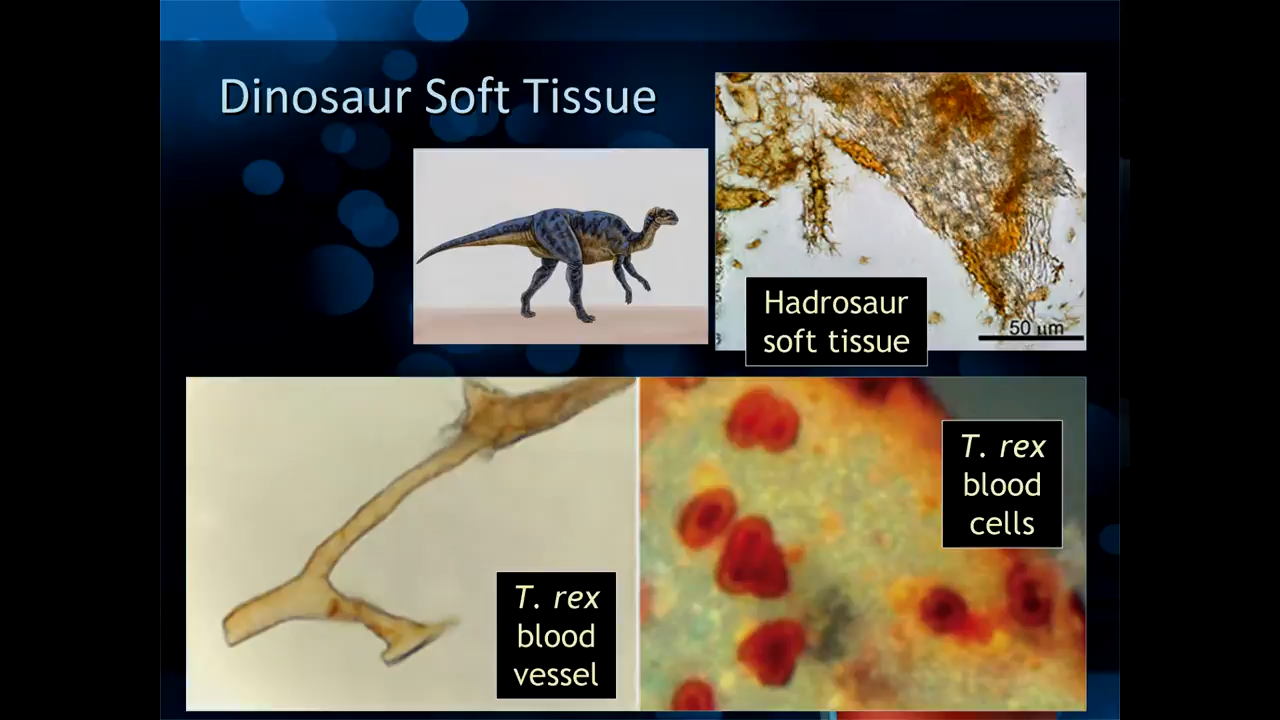 Dinosaur Soft Tissue
Hadrosaur
soft tissue
50 µm
T. rex
blood
vessel
T. rex
blood
cells